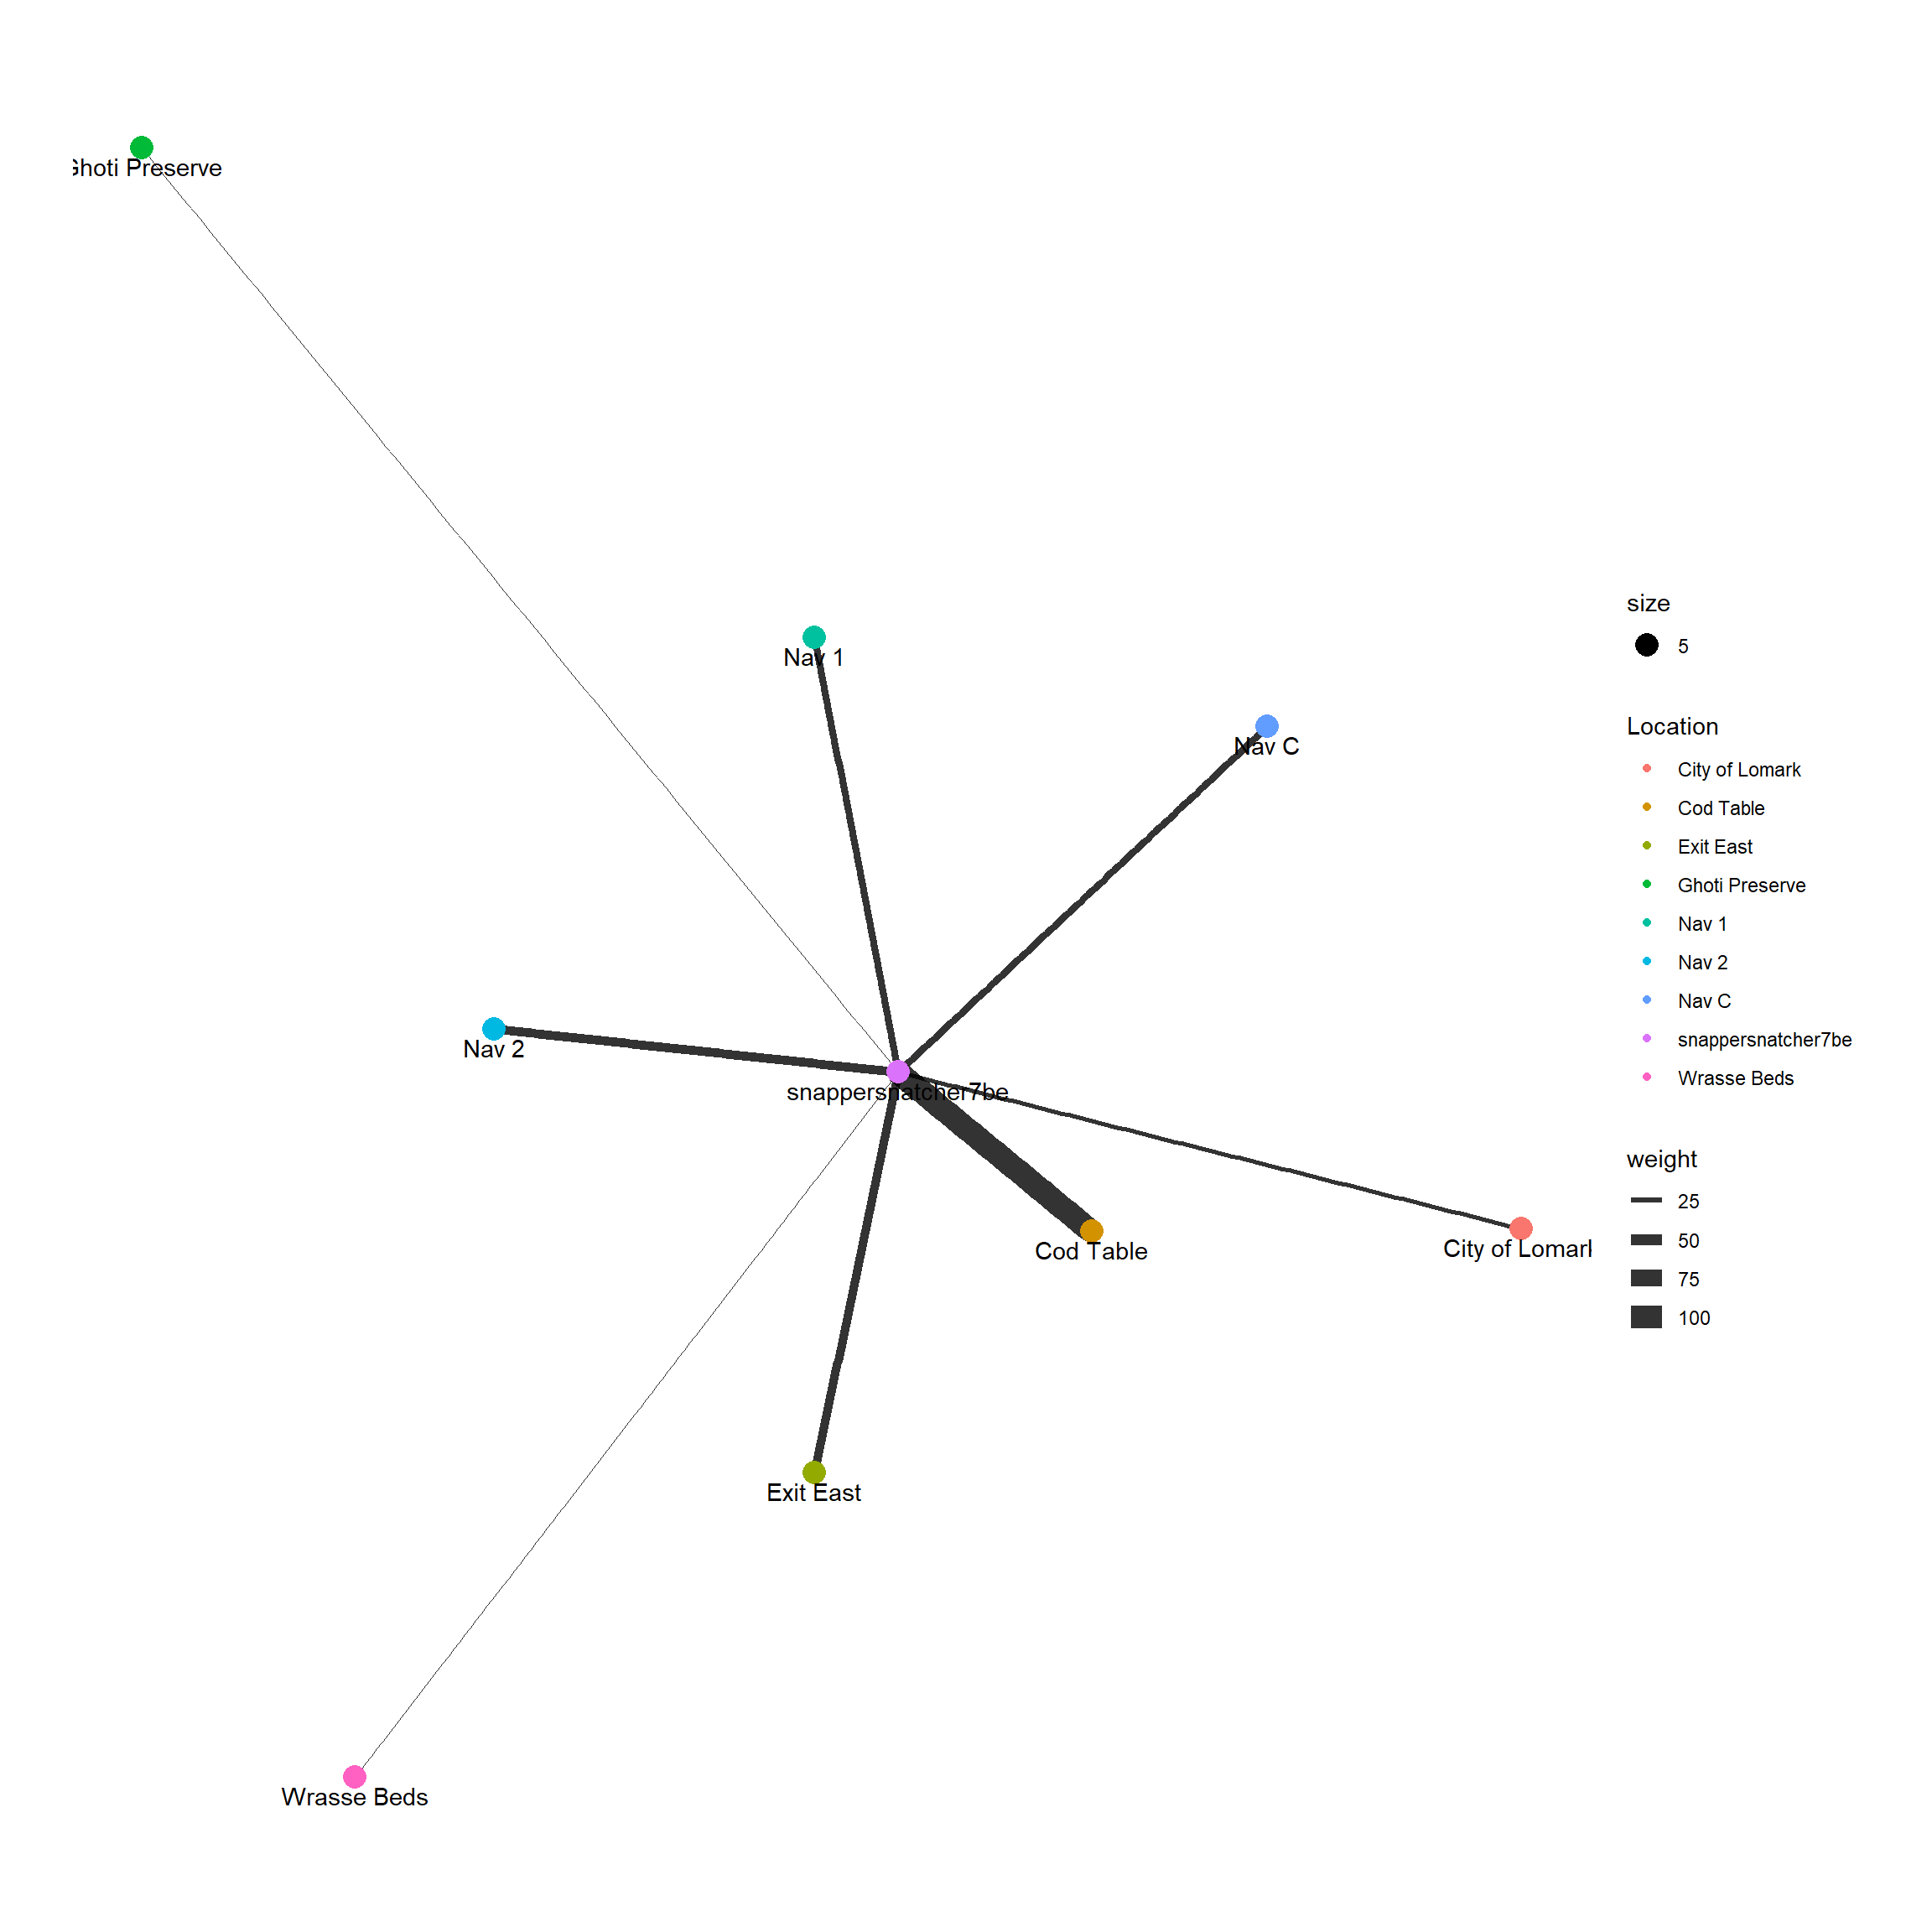 Ghoti Preserve
Nav 1
Nav C
Nav 2
snappersnatcher7be
Cod Table
City of Lomark
Exit East
Wrasse Beds
size
5
Location
City of Lomark
Cod Table
Exit East
Ghoti Preserve
Nav 1
Nav 2
Nav C
snappersnatcher7be
Wrasse Beds
weight
25
50
75
100